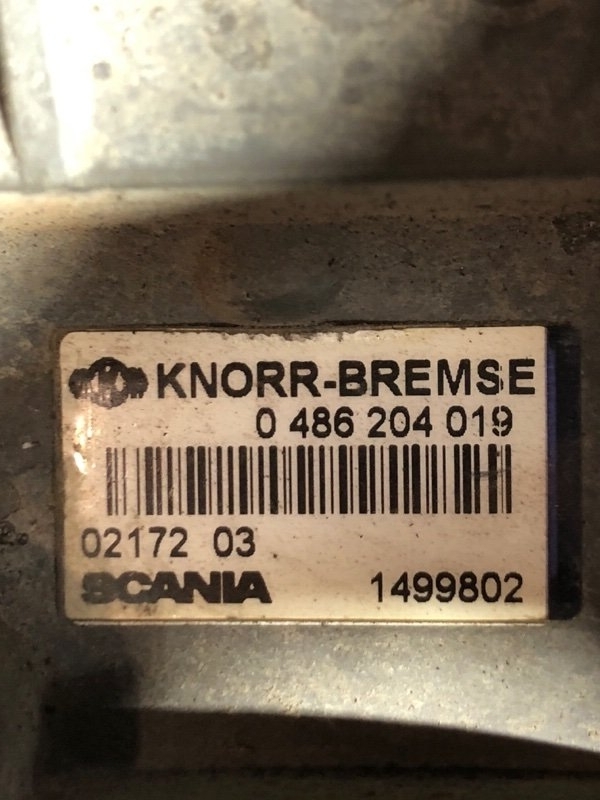 KNORR-BREMSE
0 486 204 019
02172 03
SCANIA 1499802